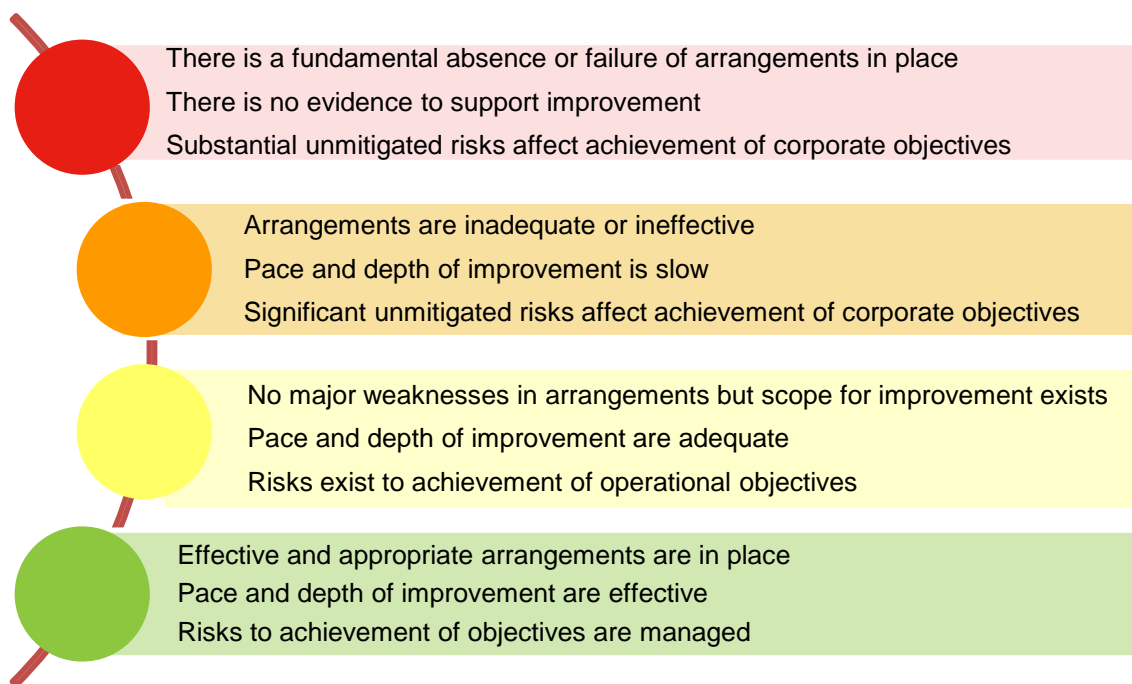 There is a fundamental absence or failure of arrangements in place
There is no evidence to support improvement
Substantial unmitigated risks affect achievement of corporate objectives
Arrangements are inadequate or ineffective
Pace and depth of improvement is slow
Significant unmitigated risks affect achievement of corporate objectives
No major weaknesses in arrangements but scope for improvement exists
Pace and depth of improvement are adequate
Risks exist to achievement of operational objectives
Effective and appropriate arrangements are in place
Pace and depth of improvement are effective
Risks to achievement of objectives are managed